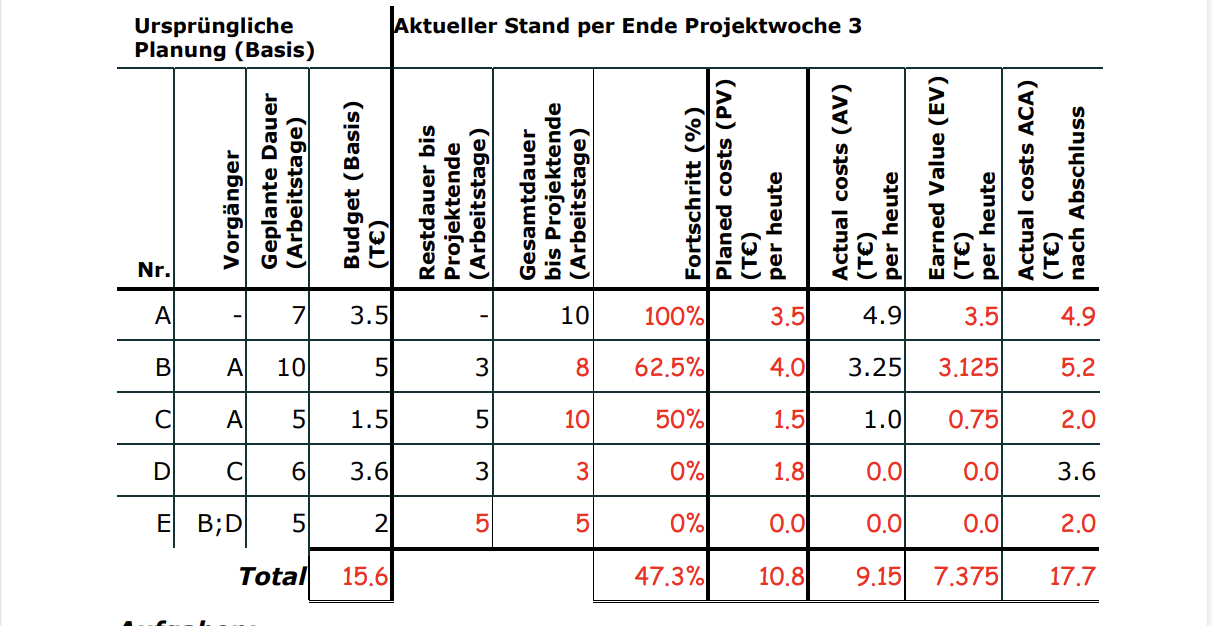 Ursprüngliche
Planung (Basis)
Aktueller Stand per Ende Projektwoche 3
Nr.
Vorgänger
Geplante Dauer
(Arbeitstage)
Budget (Basis)
(T€)
Restdauer bis
Projektende
(Arbeitstage)
Gesamtdauer
bis Projektende
(Arbeitstage)
Fortschritt (%)
Planed costs (PV)
(T€)
per heute
Actual costs (AV)
(T€)
per heute
Earned Value (EV)
(T€)
per heute
Actual costs ACA)
(T€)
nach Abschluss
A - 7 3.5 - 10 100% 3.5 4.9 3.5 4.9
B A 10 5 3 8 62.5% 4.0 3.25 3.125 5.2
C A 5 1.5 5 10 50% 1.5 1.0 0.75 2.0
D C 6 3.6 3 3 0% 1.8 0.0 0.0 3.6
E B;D 5 2 5 5 0% 0.0 0.0 0.0 2.0
Total 15.6 47.3% 10.8 9.15 7.375 17.7